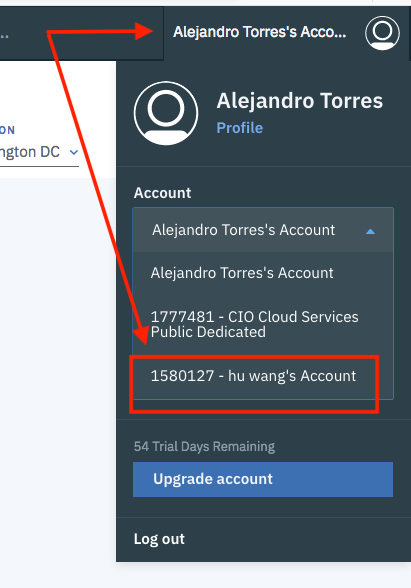 ..
Alejandro Torres's Acco...
ON
ngton DC
Alejandro Torres
Profile
Account
Alejandro Torres's Account
Alejandro Torres's Account
1777481 - CIO Cloud Services
Public Dedicated
1580127 - hu wang's Account
54 Trial Days Remaining
Upgrade account
Log out